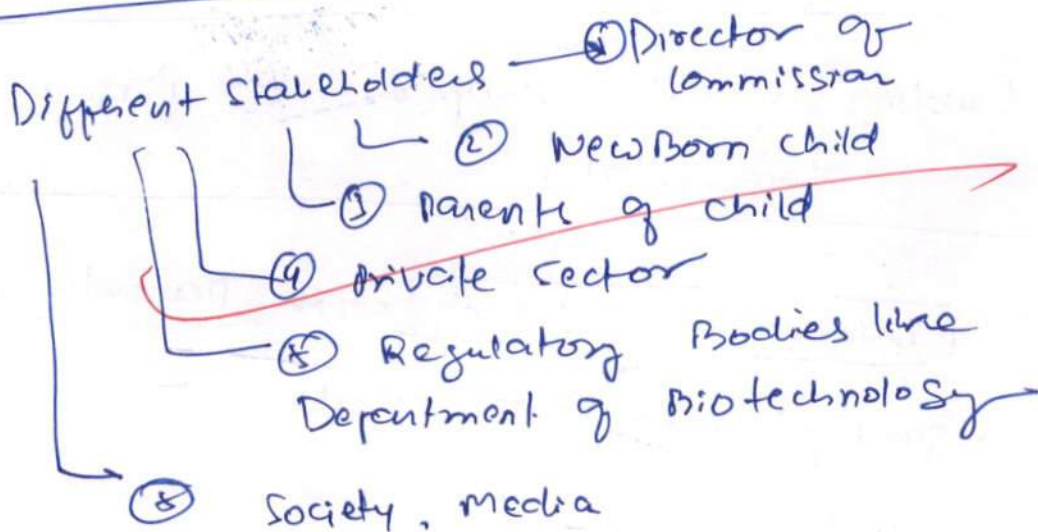 Different stakeholders — ① Director of
Commission
② New Born child
③ Parents of child
④ Private sector
⑤ Regulatory Bodies like
Department of Biotechnology
⑧ Society, Media